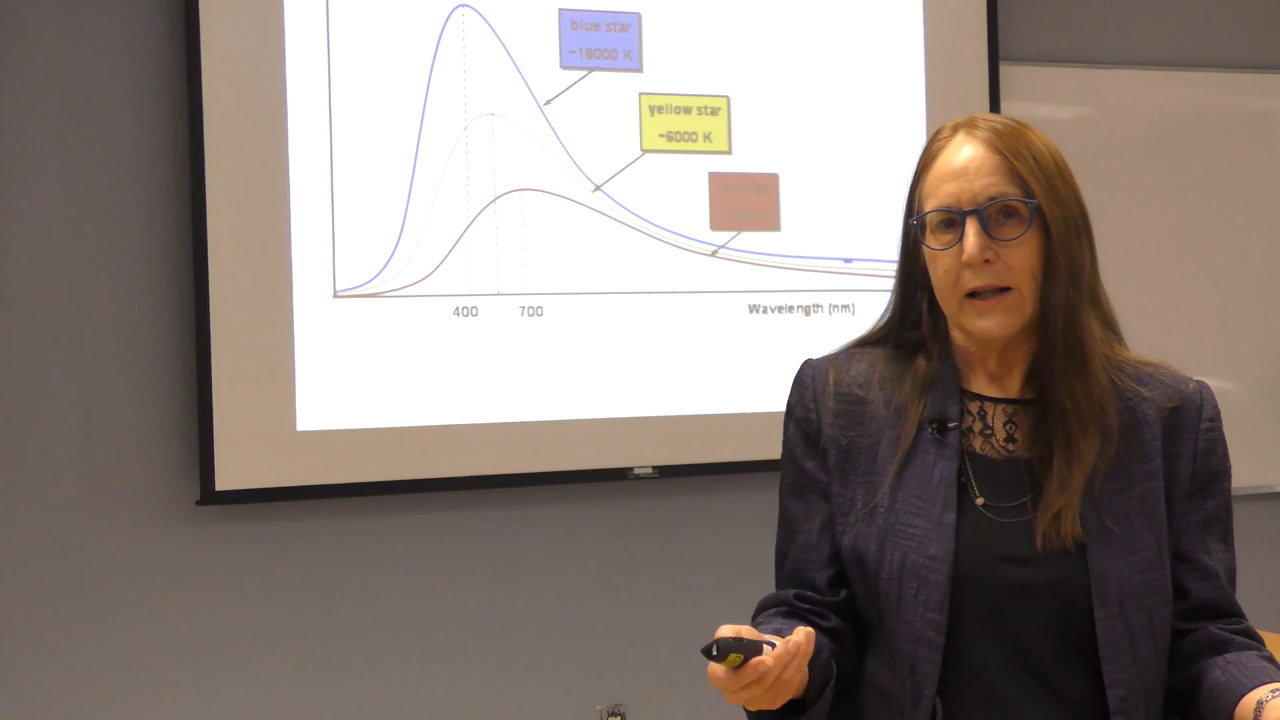 blue star
~18000 K
yellow star
~6000 K
400 700 Wavelength (nm)